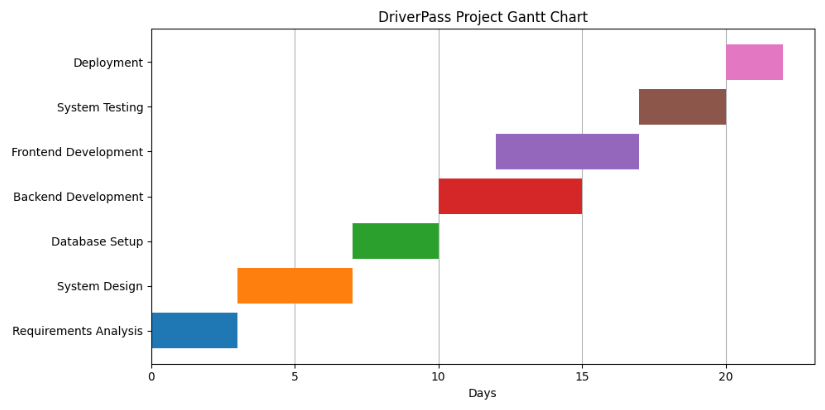 DriverPass Project Gantt Chart
Deployment
System Testing
Frontend Development
Backend Development
Database Setup
System Design
Requirements Analysis
0 5 10 15 20
Days